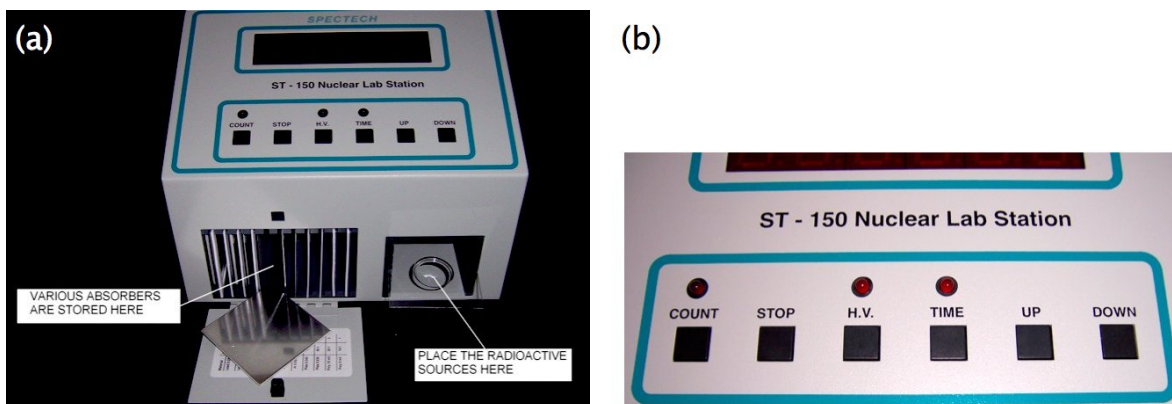 (a)
SPECTECH
ST - 150 Nuclear Lab Station
COUNT STOP H.V. TIME UP DOWN
VARIOUS ABSORBERS
ARE STORED HERE
PLACE THE RADIOACTIVE
SOURCES HERE
(b)
ST - 150 Nuclear Lab Station
COUNT STOP H.V. TIME UP DOWN